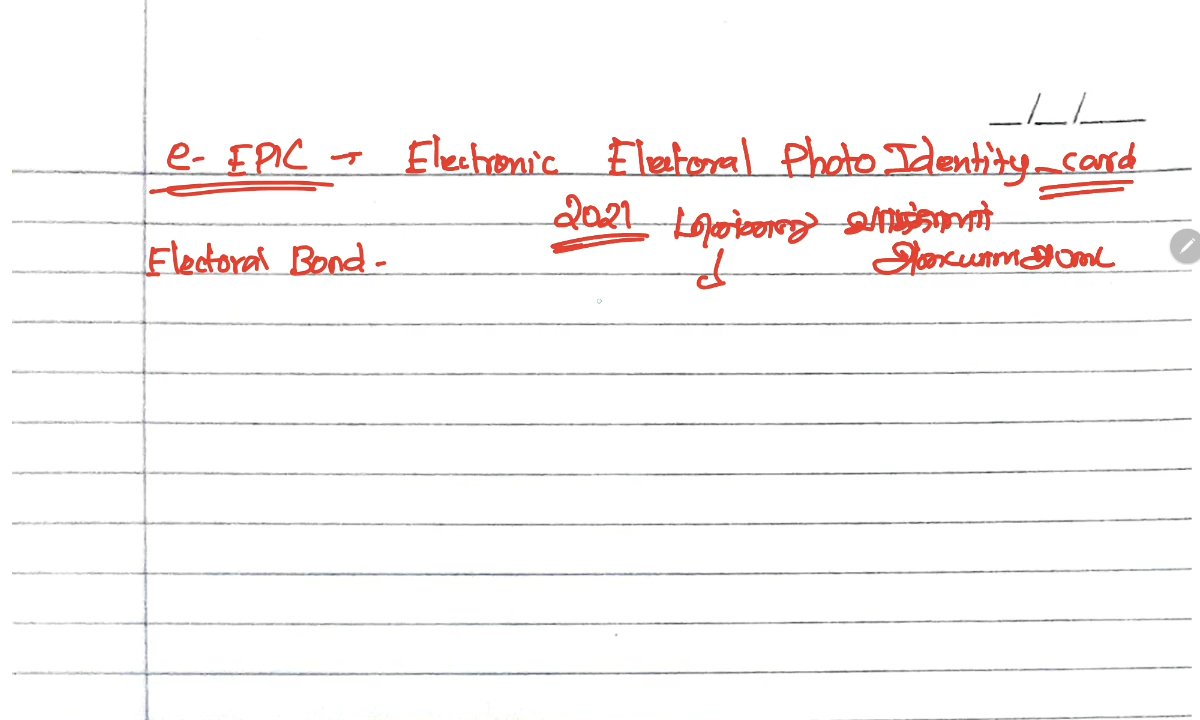 e- EPIC → Electronic Electoral Photo Identity card
2021
Electoral Bond -